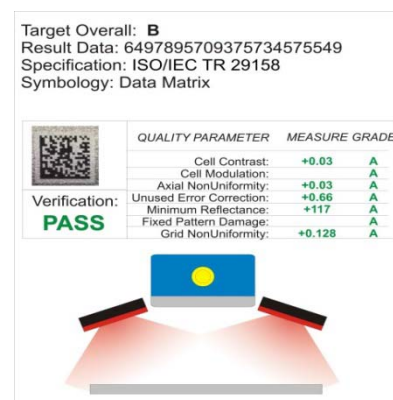 Target Overall: B
Result Data: 6497895709375734575549
Specification: ISO/IEC TR 29158
Symbology: Data Matrix
QUALITY PARAMETER MEASURE GRADE
Cell Contrast: +0.03 A
Cell Modulation: A
Axial NonUniformity: +0.03 A
Unused Error Correction: +0.66 A
Minimum Reflectance: +117 A
Fixed Pattern Damage: A
Grid NonUniformity: +0.128 A
Verification:
PASS